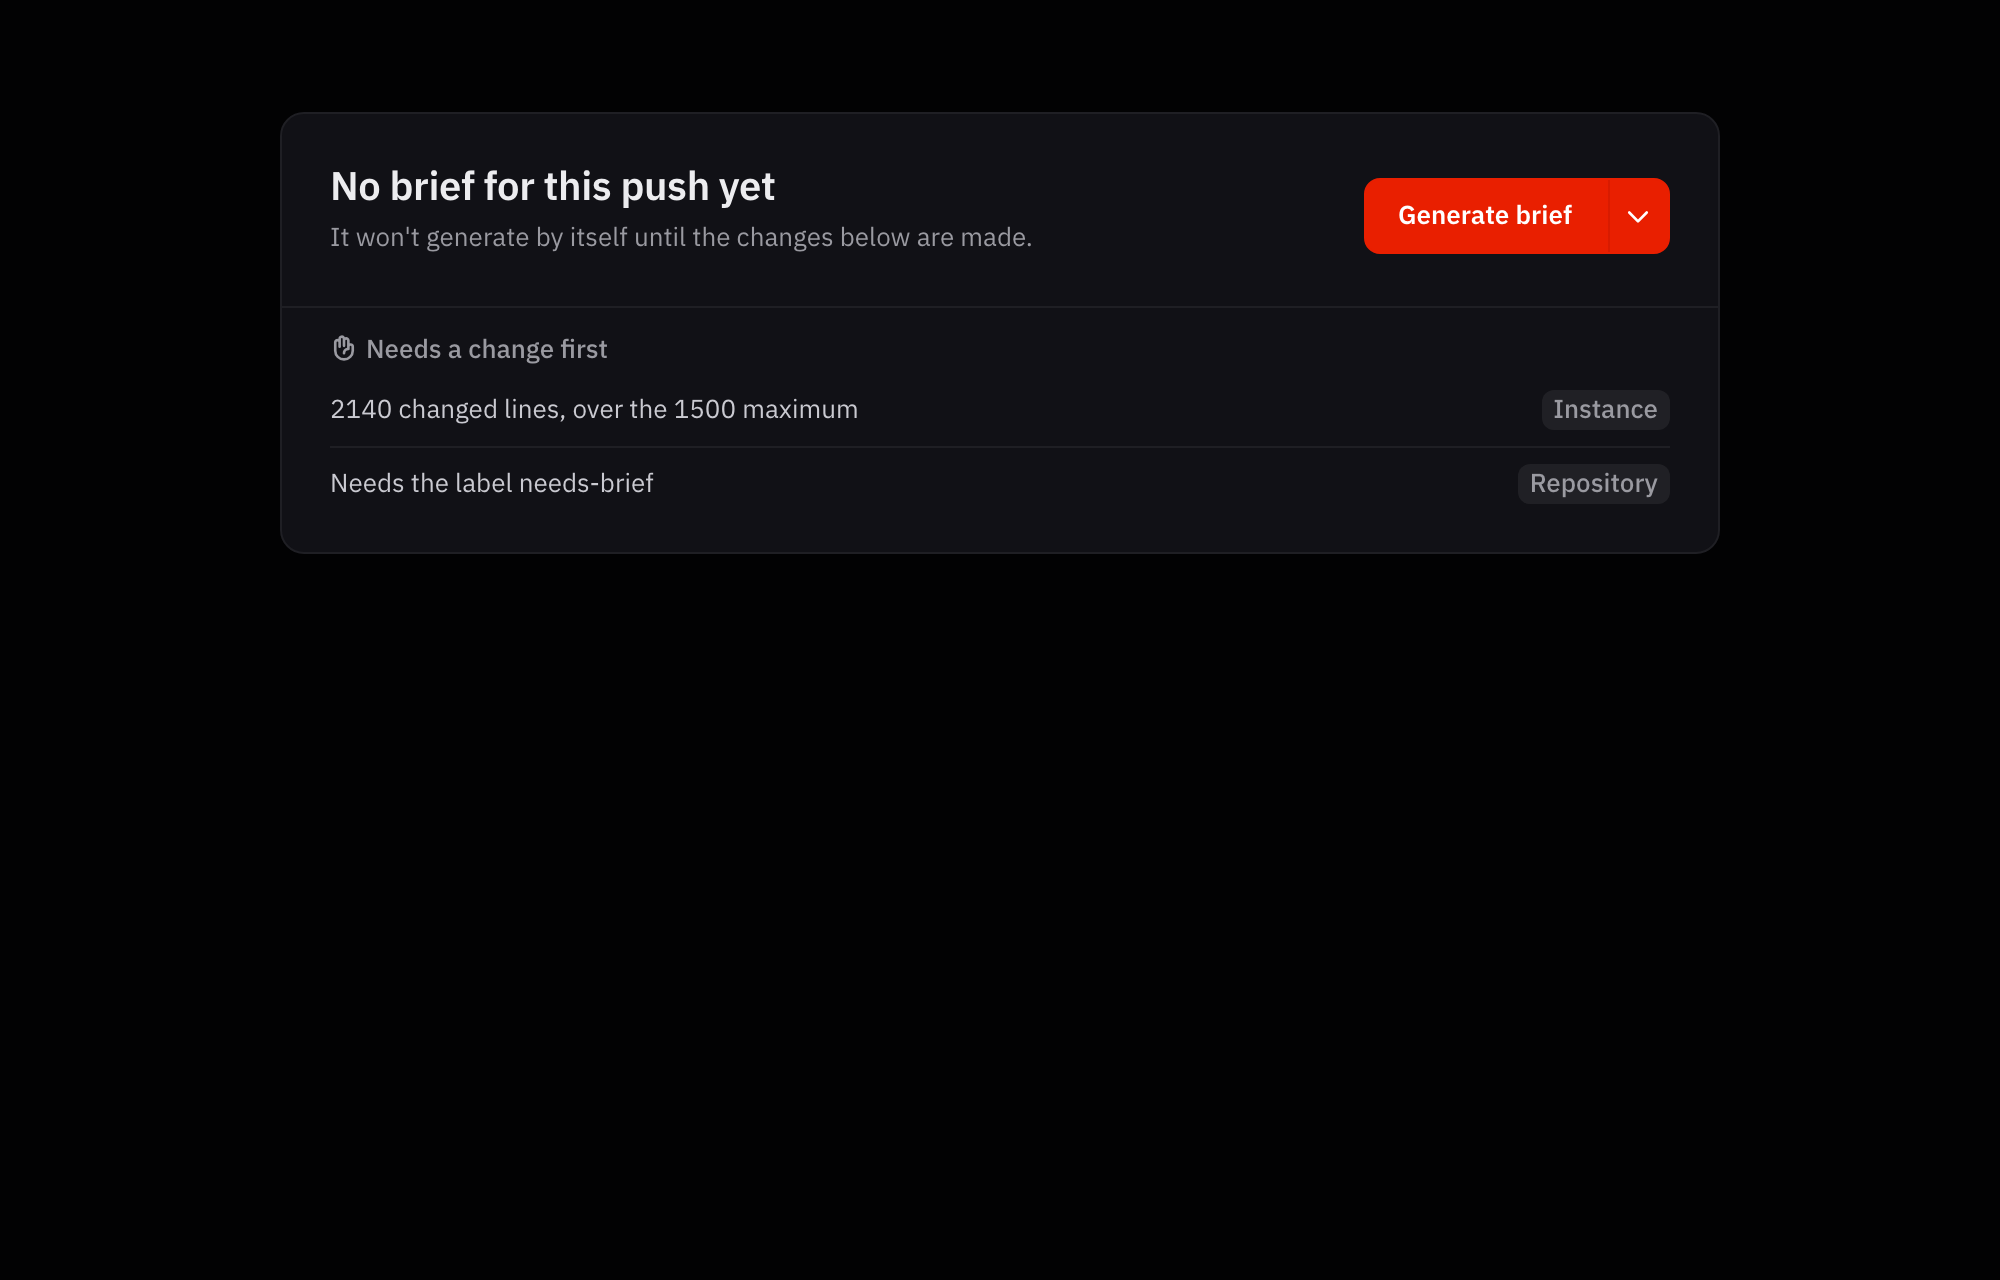 No brief for this push yet
It won't generate by itself until the changes below are made.
Generate brief
Needs a change first
2140 changed lines, over the 1500 maximum
Instance
Needs the label needs-brief
Repository